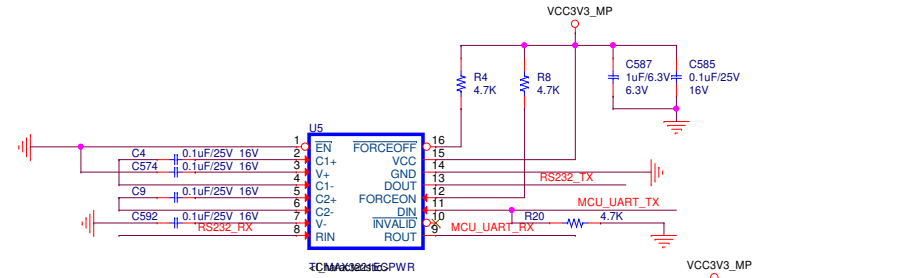 VCC3V3_MP
R4
4.7K
R8
4.7K
C587
1uF/6.3V
6.3V
C585
0.1uF/25V
16V
U5
1 EN
2 C1+
3 V+
4 C1-
5 C2+
6 C2-
7 V-
8 RIN
FORCEOFF 16
VCC 15
GND 14
DOUT 13
FORCEON 12
DIN 11
INVALID 10
ROUT 9
C4 0.1uF/25V 16V
C574 0.1uF/25V 16V
C9 0.1uF/25V 16V
C592 0.1uF/25V 16V
RS232_RX
RS232_TX
MCU_UART_TX
R20 4.7K
MCU_UART_RX
VCC3V3_MP